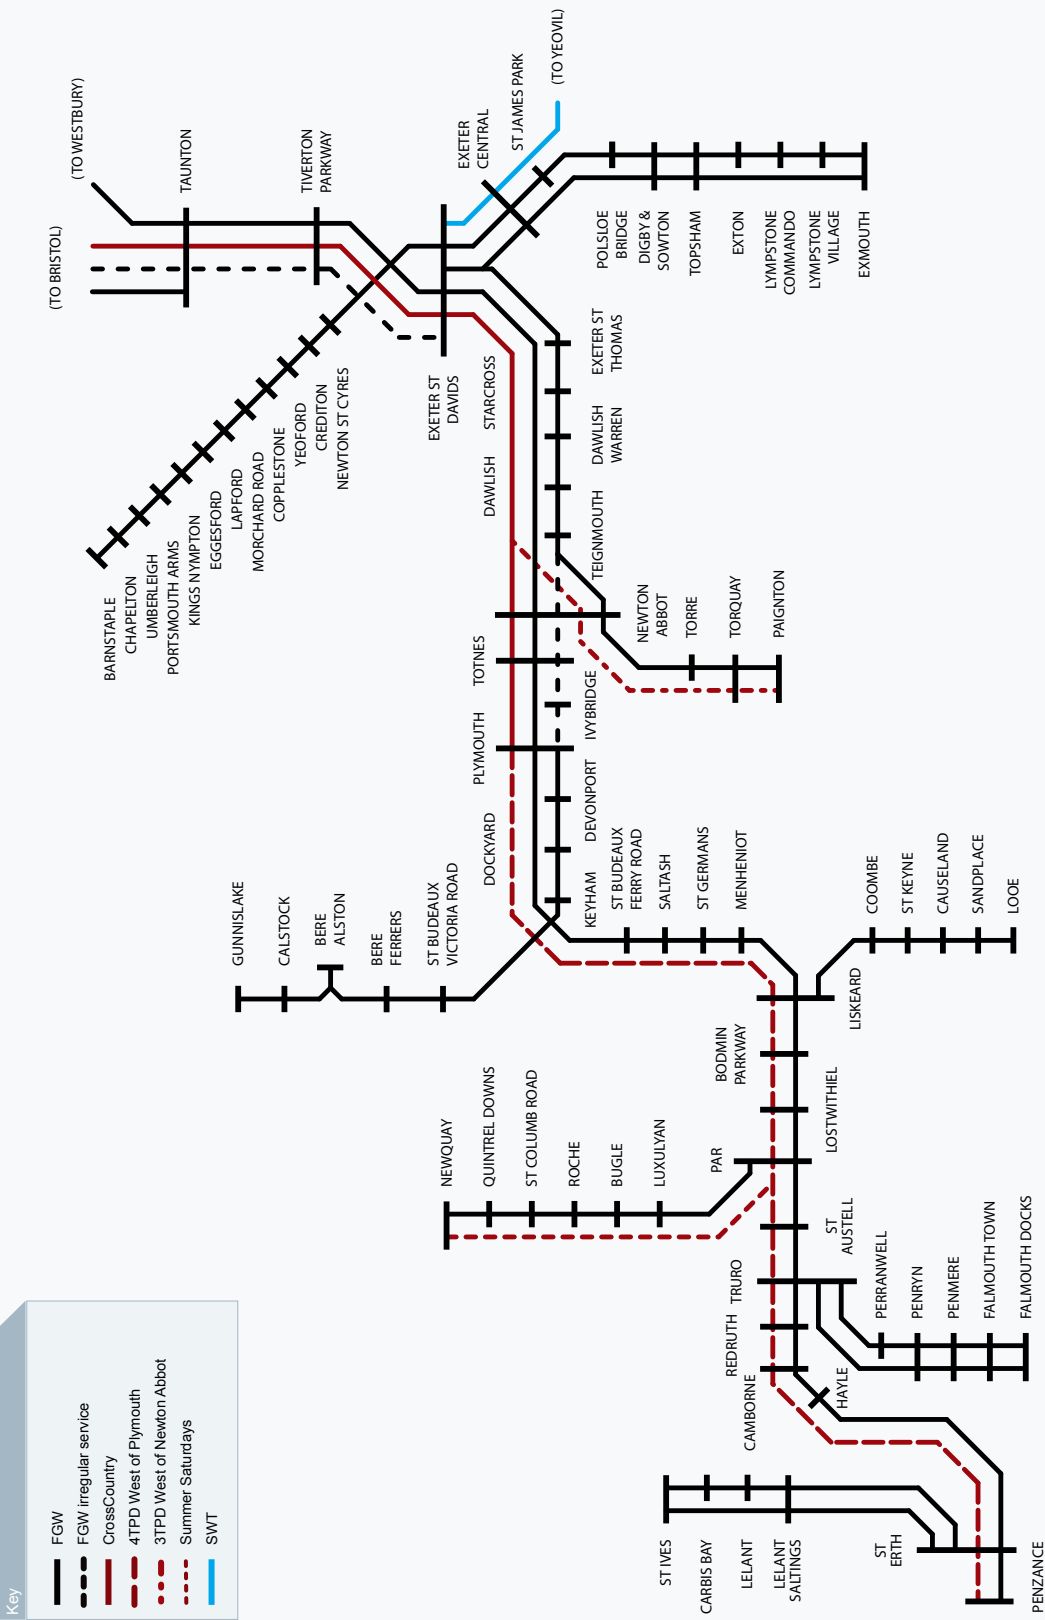 Key
FGW
FGW irregular service
CrossCountry
4TPD West of Plymouth
3TPD West of Newton Abbot
Summer Saturdays
SWT
(TO WESTBURY)
(TO BRISTOL)
TAUNTON
TIVERTON
PARKWAY
EXETER
CENTRAL
ST JAMES PARK
(TO YEOVIL)
POLSLOE
BRIDGE
DIGBY &
SOWTON
TOPSHAM
EXTON
LYMPSTONE
COMMANDO
LYMPSTONE
VILLAGE
EXMOUTH
EXETER ST
DAVIDS
BARNSTAPLE
CHAPELTON
UMBERLEIGH
PORTSMOUTH ARMS
KINGS NYMPTON
EGGESFORD
LAPFORD
MORCHARD ROAD
COPPLESTONE
YEOFORD
CREDITON
NEWTON ST CYRES
EXETER ST
THOMAS
STARCROSS
DAWLISH
WARREN
DAWLISH
TEIGNMOUTH
NEWTON
ABBOT
TORRE
TORQUAY
PAIGNTON
TOTNES
IVYBRIDGE
PLYMOUTH
DEVONPORT
DOCKYARD
KEYHAM
ST BUDEAUX
FERRY ROAD
SALTASH
ST GERMANS
MENHENIOT
GUNNISLAKE
CALSTOCK
BERE
ALSTON
BERE
FERRERS
ST BUDEAUX
VICTORIA ROAD
LISKEARD
COOMBE
ST KEYNE
CAUSELAND
SANDPLACE
LOOE
BODMIN
PARKWAY
LOSTWITHIEL
PAR
NEWQUAY
QUINTREL DOWNS
ST COLUMB ROAD
ROCHE
BUGLE
LUXULYAN
ST
AUSTELL
TRURO
PERRANWELL
PENRYN
PENMERE
FALMOUTH TOWN
FALMOUTH DOCKS
REDRUTH
CAMBORNE
HAYLE
ST IVES
CARBIS BAY
LELANT
LELANT
SALTINGS
ST
ERTH
PENZANCE